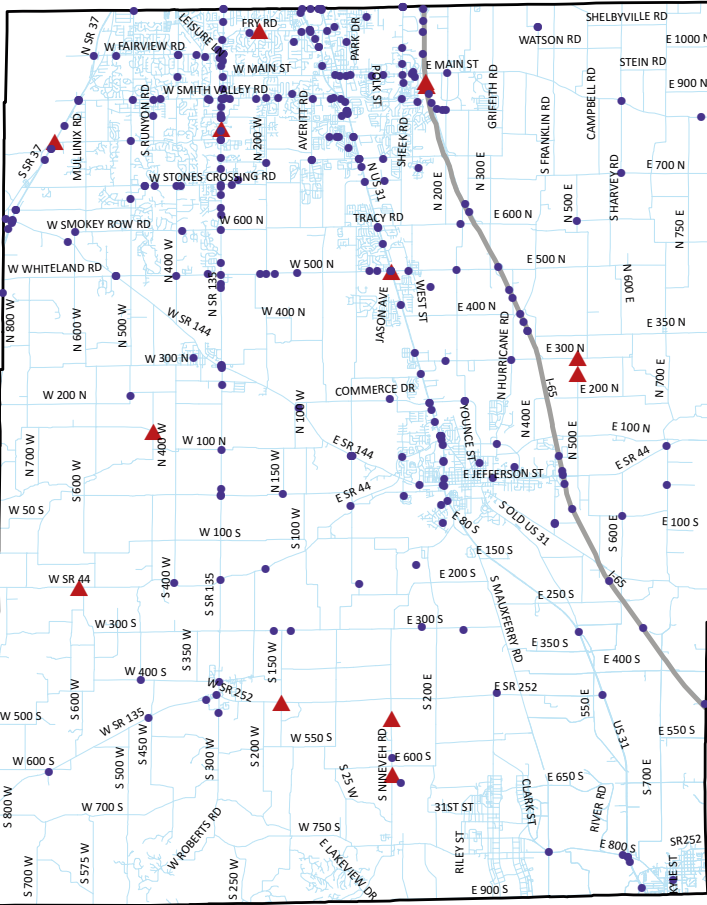 N SR 37
LEISURE LN
FRY RD
PARK DR
SHELBYVILLE RD
W FAIRVIEW RD
WATSON RD
E 1000 N
W MAIN ST
POLK ST
E MAIN ST
STEIN RD
W SMITH VALLEY RD
GRIFFITH RD
CAMPBELL RD
E 900 N
MULLINIX RD
S RUNYON RD
N 200 W
AVERITT RD
SHEEK RD
S FRANKLIN RD
S SR 37
N US 31
N 200 E
N 300 E
N 500 E
S HARVEY RD
E 700 N
W STONES CROSSING RD
W SMOKEY ROW RD
W 600 N
TRACY RD
E 600 N
N 750 E
W WHITELAND RD
N 400 W
N SR 135
W 500 N
E 500 N
N 600 E
N 800 W
N 600 W
N 500 W
W SR 144
W 400 N
JASON AVE
WEST ST
E 400 N
N HURRICANE RD
E 350 N
W 300 N
E 300 N
I-65
E 200 N
N 700 E
W 200 N
N 100 W
COMMERCE DR
YOUNCE ST
N 400 E
N 700 W
N 400 W
W 100 N
E SR 144
N 500 E
E 100 N
S 600 W
N 150 W
E JEFFERSON ST
E SR 44
W 50 S
E SR 44
S OLD US 31
E 100 S
W 100 S
S 100 W
E 80 S
S 600 E
E 150 S
W SR 44
S 400 W
S SR 135
E 200 S
S MAUXFERRY RD
E 250 S
I-65
W 300 S
S 350 W
S 150 W
E 300 S
E 350 S
E 400 S
W 400 S
S 600 W
W SR 252
S 200 E
E SR 252
550 E
W 500 S
W SR 135
S 450 W
S 300 W
S 200 W
W 550 S
S NINEVEH RD
US 31
E 550 S
W 600 S
S 500 W
S 25 W
E 600 S
E 650 S
S 700 E
S 800 W
W 700 S
W ROBERTS RD
W 750 S
31ST ST
CLARK ST
RIVER RD
S 700 W
S 575 W
S 250 W
E LAKEVIEW DR
RILEY ST
E 800 S
SR252
KYLE ST
E 900 S